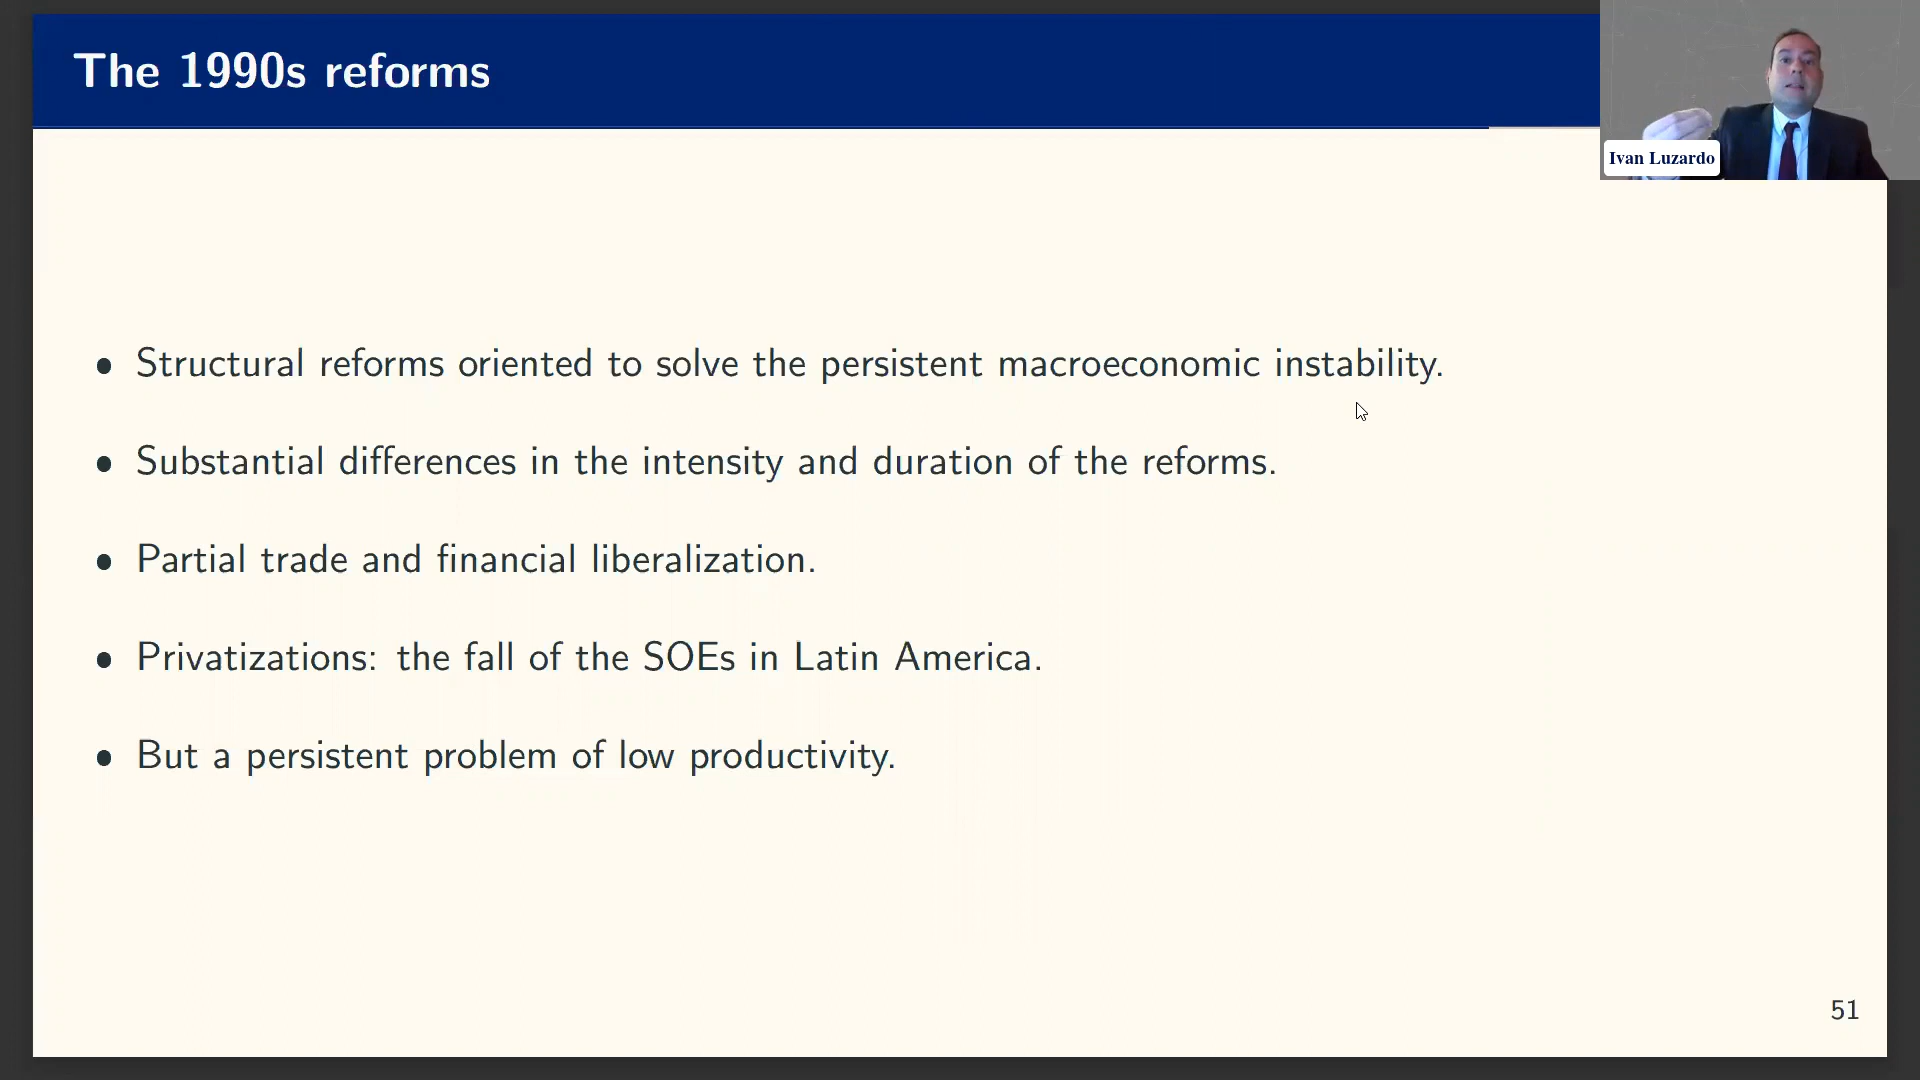 The 1990s reforms
Ivan Luzardo
• Structural reforms oriented to solve the persistent macroeconomic instability.
• Substantial differences in the intensity and duration of the reforms.
• Partial trade and financial liberalization.
• Privatizations: the fall of the SOEs in Latin America.
• But a persistent problem of low productivity.
51